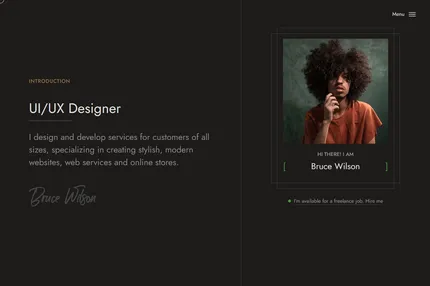 Menu
INTRODUCTION
UI/UX Designer
I design and develop services for customers of all
sizes, specializing in creating stylish, modern
websites, web services and online stores.
Bruce Wilson
HI THERE! I AM
[ Bruce Wilson ]
I'm available for a freelance job. Hire me